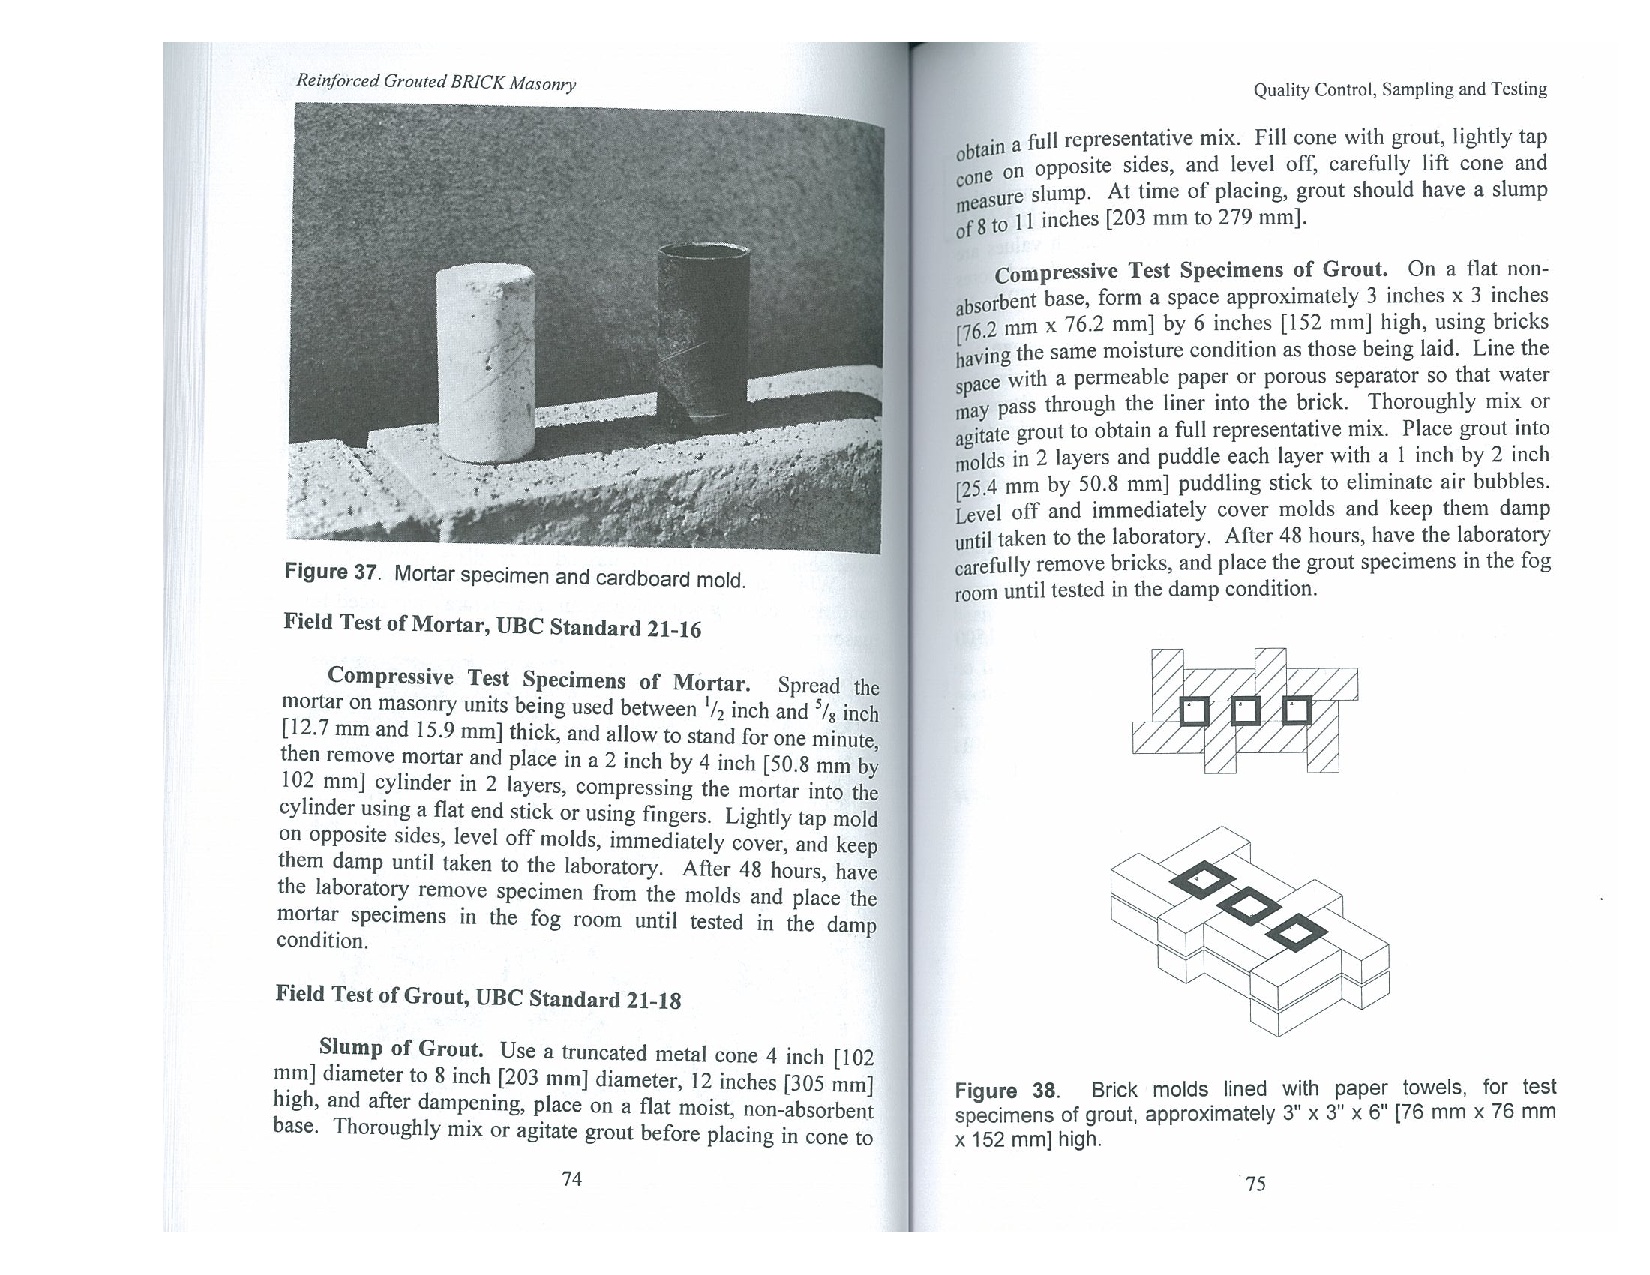 Reinforced Grouted BRICK Masonry
Figure 37. Mortar specimen and cardboard mold.
Field Test of Mortar, UBC Standard 21-16
Compressive Test Specimens of Mortar. Spread the
mortar on masonry units being used between 1/2 inch and 5/8 inch
[12.7 mm and 15.9 mm] thick, and allow to stand for one minute,
then remove mortar and place in a 2 inch by 4 inch [50.8 mm by
102 mm] cylinder in 2 layers, compressing the mortar into the
cylinder using a flat end stick or using fingers. Lightly tap mold
on opposite sides, level off molds, immediately cover, and keep
them damp until taken to the laboratory. After 48 hours, have
the laboratory remove specimen from the molds and place the
mortar specimens in the fog room until tested in the damp
condition.
Field Test of Grout, UBC Standard 21-18
Slump of Grout. Use a truncated metal cone 4 inch [102
mm] diameter to 8 inch [203 mm] diameter, 12 inches [305 mm]
high, and after dampening, place on a flat moist, non-absorbent
base. Thoroughly mix or agitate grout before placing in cone to
74
Quality Control, Sampling and Testing
obtain a full representative mix. Fill cone with grout, lightly tap
cone on opposite sides, and level off, carefully lift cone and
measure slump. At time of placing, grout should have a slump
of 8 to 11 inches [203 mm to 279 mm].
Compressive Test Specimens of Grout. On a flat non-
absorbent base, form a space approximately 3 inches x 3 inches
[76.2 mm x 76.2 mm] by 6 inches [152 mm] high, using bricks
having the same moisture condition as those being laid. Line the
space with a permeable paper or porous separator so that water
may pass through the liner into the brick. Thoroughly mix or
agitate grout to obtain a full representative mix. Place grout into
molds in 2 layers and puddle each layer with a 1 inch by 2 inch
[25.4 mm by 50.8 mm] puddling stick to eliminate air bubbles.
Level off and immediately cover molds and keep them damp
until taken to the laboratory. After 48 hours, have the laboratory
carefully remove bricks, and place the grout specimens in the fog
room until tested in the damp condition.
Figure 38. Brick molds lined with paper towels, for test
specimens of grout, approximately 3" x 3" x 6" [76 mm x 76 mm
x 152 mm] high.
75